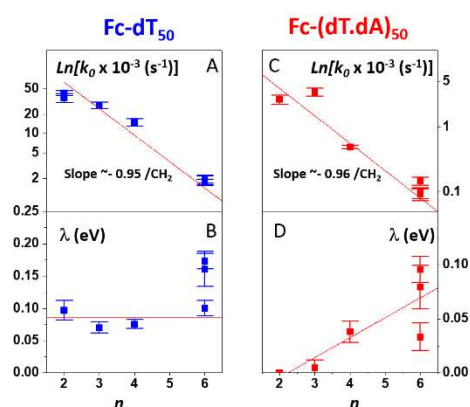 Fc-dT50
Fc-(dT.dA)50
Ln[k0 x 10-3 (s-1)] A
50
20
10
5
2
0.25
Slope ~- 0.95 /CH2
C Ln[k0 x 10-3 (s-1)]
5
1
0.1
Slope ~- 0.96 /CH2
λ (eV) B
0.20
0.15
0.10
0.05
0.00
2 3 4 5 6
n
D λ (eV)
0.10
0.05
0.00
2 3 4 5 6
n